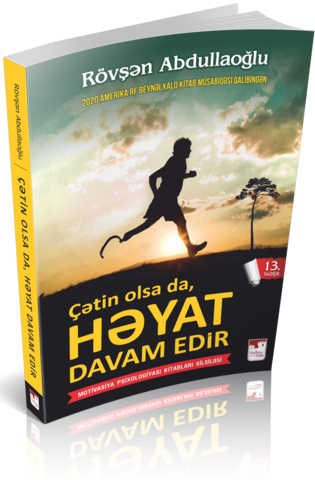 Rövşən Abdullaoğlu
2020 AMERİKA RF BEYNƏLXALQ KİTAB MÜSABİQƏSİ QALİBİNDƏN
13.
Nəşr
Çətin olsa da,
HƏYAT
DAVAM EDİR
MOTİVASİYA PSİXOLOGİYASI KİTABLARI SİLSİLƏSİ
Rövşən Abdullaoğlu / ÇƏTİN OLSA DA, HƏYAT DAVAM EDİR